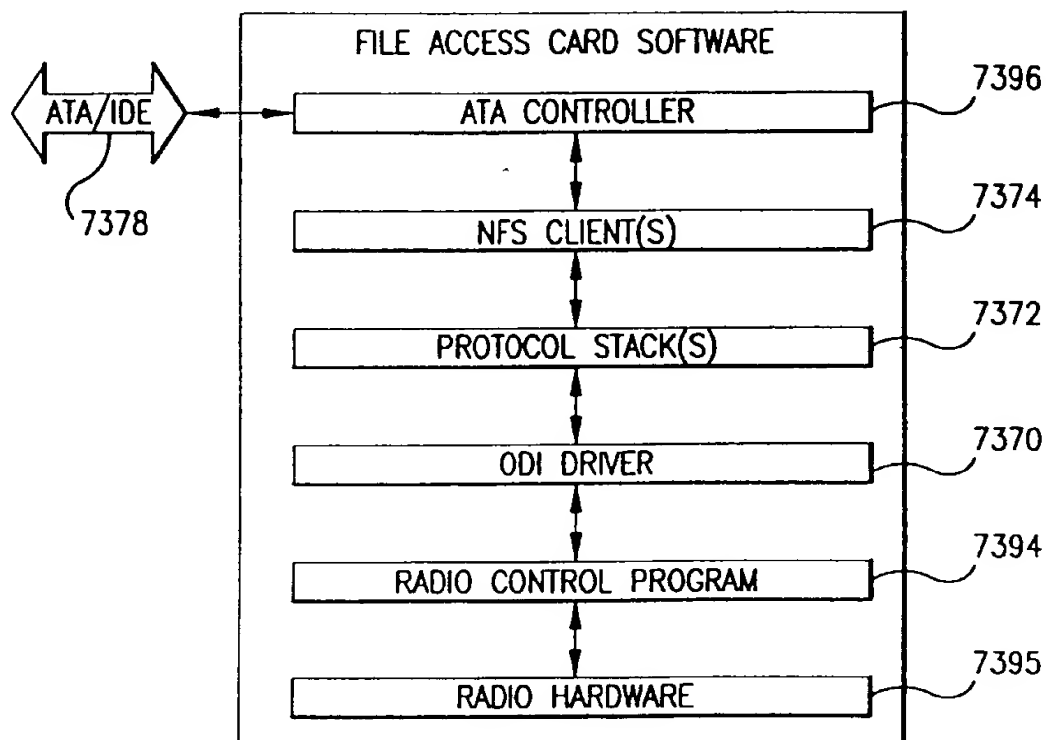 FILE ACCESS CARD SOFTWARE
7396
ATA/IDE
ATA CONTROLLER
7378
7374
NFS CLIENT(S)
7372
PROTOCOL STACK(S)
7370
ODI DRIVER
7394
RADIO CONTROL PROGRAM
7395
RADIO HARDWARE